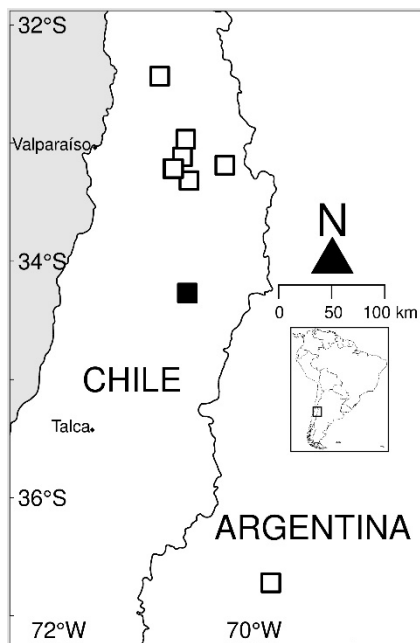 32°S
Valparaíso
N
34°S
0 50 100 km
CHILE
Talca
36°S
ARGENTINA
72°W 70°W